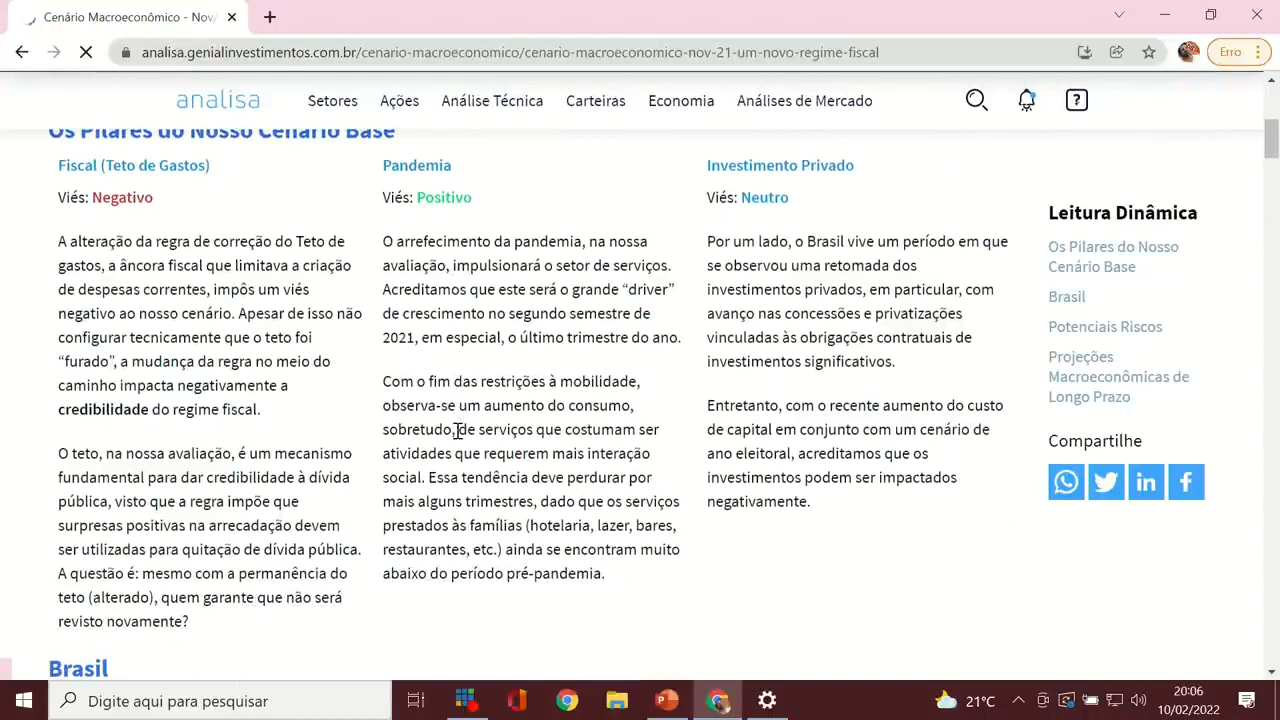 Cenário Macroeconômico - Nov/
analisa.genialinvestimentos.com.br/cenario-macroeconomico/cenario-macroeconomico-nov-21-um-novo-regime-fiscal
Erro
analisa
Setores
Ações
Análise Técnica
Carteiras
Economia
Análises de Mercado
?
Os Pilares do Nosso Cenário Base
Fiscal (Teto de Gastos)
Viés: Negativo
A alteração da regra de correção do Teto de
gastos, a âncora fiscal que limitava a criação
de despesas correntes, impôs um viés
negativo ao nosso cenário. Apesar de isso não
configurar tecnicamente que o teto foi
“furado”, a mudança da regra no meio do
caminho impacta negativamente a
credibilidade do regime fiscal.
O teto, na nossa avaliação, é um mecanismo
fundamental para dar credibilidade à dívida
pública, visto que a regra impõe que
surpresas positivas na arrecadação devem
ser utilizadas para quitação de dívida pública.
A questão é: mesmo com a permanência do
teto (alterado), quem garante que não será
revisto novamente?
Pandemia
Viés: Positivo
O arrefecimento da pandemia, na nossa
avaliação, impulsionará o setor de serviços.
Acreditamos que este será o grande “driver”
de crescimento no segundo semestre de
2021, em especial, o último trimestre do ano.
Com o fim das restrições à mobilidade,
observa-se um aumento do consumo,
sobretudo, de serviços que costumam ser
atividades que requerem mais interação
social. Essa tendência deve perdurar por
mais alguns trimestres, dado que os serviços
prestados às famílias (hotelaria, lazer, bares,
restaurantes, etc.) ainda se encontram muito
abaixo do período pré-pandemia.
Investimento Privado
Viés: Neutro
Por um lado, o Brasil vive um período em que
se observou uma retomada dos
investimentos privados, em particular, com
avanço nas concessões e privatizações
vinculadas às obrigações contratuais de
investimentos significativos.
Entretanto, com o recente aumento do custo
de capital em conjunto com um cenário de
ano eleitoral, acreditamos que os
investimentos podem ser impactados
negativamente.
Leitura Dinâmica
Os Pilares do Nosso
Cenário Base
Brasil
Potenciais Riscos
Projeções
Macroeconômicas de
Longo Prazo
Compartilhe
Brasil
Digite aqui para pesquisar
21°C
20:06
10/02/2022